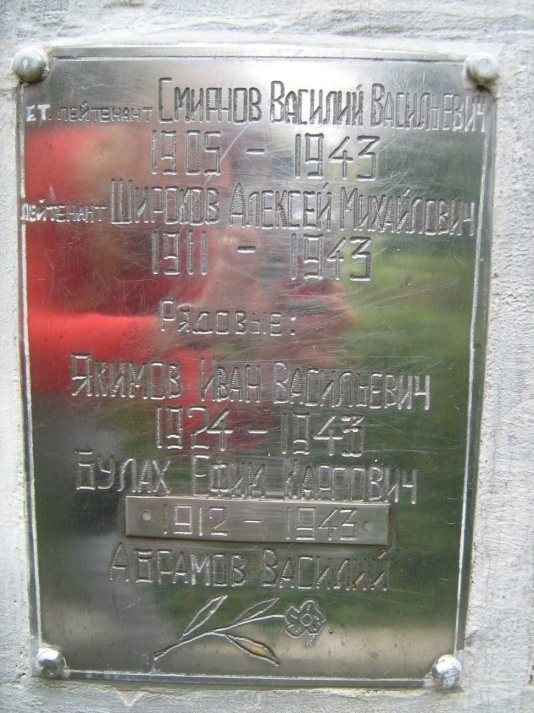 СТ. ЛЕЙТЕНАНТ СМИРНОВ ВАСИЛИЙ ВАСИЛЬЕВИЧ
1905 - 1943
ЛЕЙТЕНАНТ ШИРОКОВ АЛЕКСЕЙ МИХАЙЛОВИЧ
1911 - 1943
РЯДОВЫЕ:
ЯКИМОВ ИВАН ВАСИЛЬЕВИЧ
1924 - 1943
БУЛАХ ЕФИМ КАРПОВИЧ
1912 - 1943
АБРАМОВ ВАСИЛИЙ